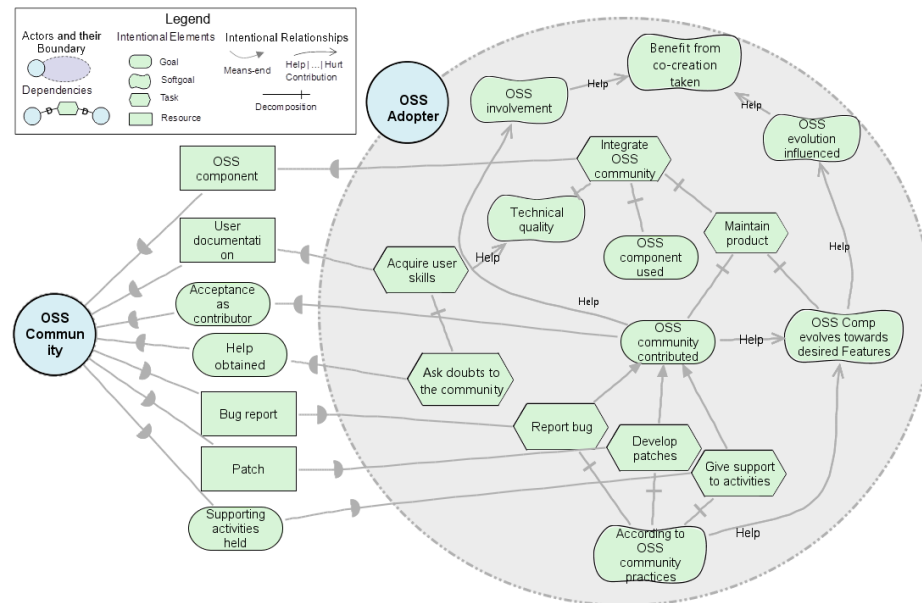 Legend
Actors and their
Boundary
Dependencies
Intentional Elements
Goal
Softgoal
Task
Resource
Intentional Relationships
Means-end
Help | ...| Hurt
Contribution
Decomposition
OSS
Adopter
OSS
involvement
Help
Benefit from
co-creation
taken
Help
OSS
evolution
influenced
OSS
component
Integrate
OSS
community
User
documentati
on
Technical
quality
Maintain
product
Acquire user
skills
Help
OSS
component
used
Help
Acceptance
as
contributor
Help
OSS
Commun
ity
Help
obtained
OSS
community
contributed
Help
OSS Comp
evolves towards
desired Features
Ask doubts to
the community
Bug report
Report bug
Develop
patches
Patch
Give support
to activities
Supporting
activities
held
According to
OSS
community
practices
Help